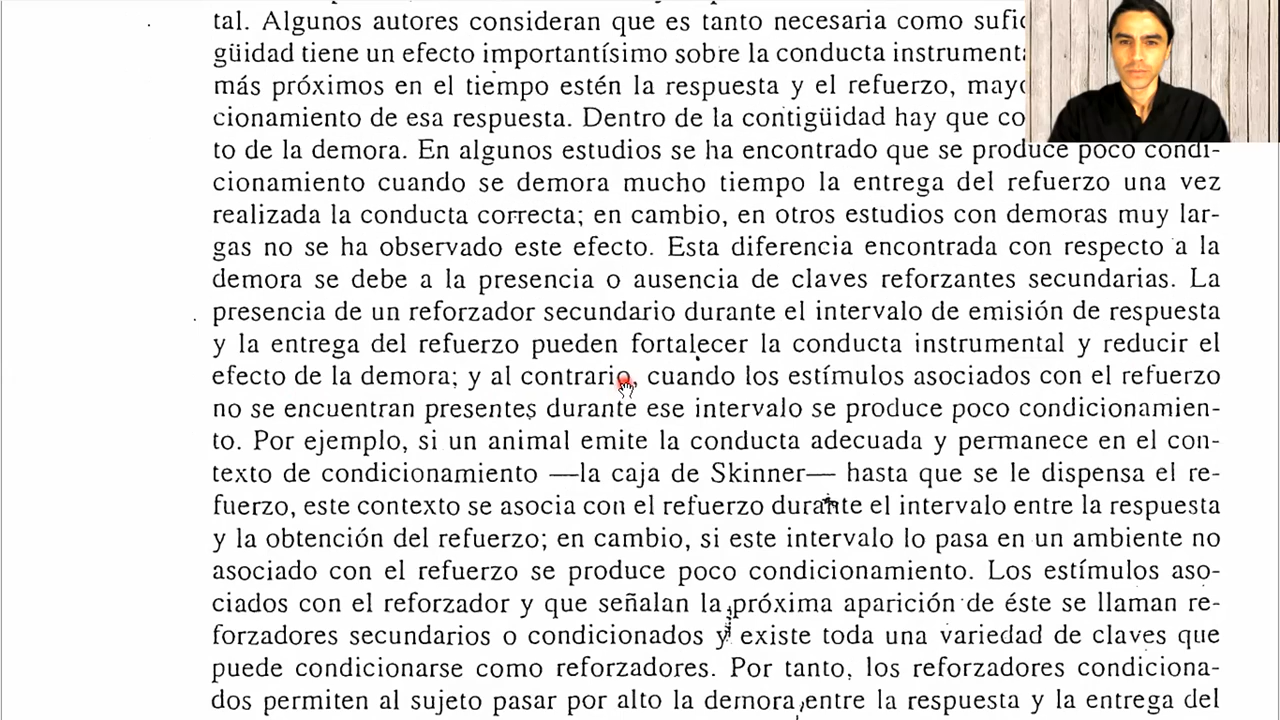 tal. Algunos autores consideran que es tanto necesaria como
güidad tiene un efecto importantísimo sobre la conducta
más próximos en el tiempo estén la respuesta y el refuerzo,
cionamiento de esa respuesta. Dentro de la contigüidad hay que
to de la demora. En algunos estudios se ha encontrado que se produce poco condi-
cionamiento cuando se demora mucho tiempo la entrega del refuerzo una vez
realizada la conducta correcta; en cambio, en otros estudios con demoras muy lar-
gas no se ha observado este efecto. Esta diferencia encontrada con respecto a la
demora se debe a la presencia o ausencia de claves reforzantes secundarias. La
presencia de un reforzador secundario durante el intervalo de emisión de respuesta
y la entrega del refuerzo pueden fortalecer la conducta instrumental y reducir el
efecto de la demora; y al contrario, cuando los estímulos asociados con el refuerzo
no se encuentran presentes durante ese intervalo se produce poco condicionamien-
to. Por ejemplo, si un animal emite la conducta adecuada y permanece en el con-
texto de condicionamiento —la caja de Skinner— hasta que se le dispensa el re-
fuerzo, este contexto se asocia con el refuerzo durante el intervalo entre la respuesta
y la obtención del refuerzo; en cambio, si este intervalo lo pasa en un ambiente no
asociado con el refuerzo se produce poco condicionamiento. Los estímulos aso-
ciados con el reforzador y que señalan la próxima aparición de éste se llaman re-
forzadores secundarios o condicionados y existe toda una variedad de claves que
puede condicionarse como reforzadores. Por tanto, los reforzadores condiciona-
dos permiten al sujeto pasar por alto la demora entre la respuesta y la entrega del